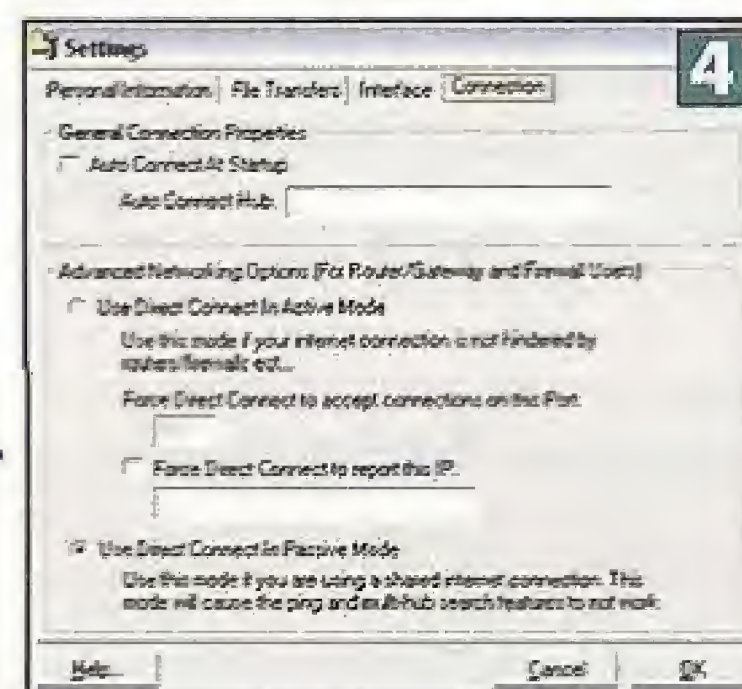 Settings
4
Personal Information File Transfers Interface Connection
General Connection Properties
Auto Connect At Startup
Auto Connect Hub:
Advanced Networking Options (For Router/Gateway and Firewall Users)
Use Direct Connect In Active Mode
Use this mode if your internet connection is not hindered by
routers/firewalls ect...
Force Direct Connect to accept connections on this Port:
Force Direct Connect to report this IP:
Use Direct Connect in Passive Mode
Use this mode if you are using a shared internet connection. This
mode will cause the ping and multi-hub search features to not work.
Help... Cancel OK